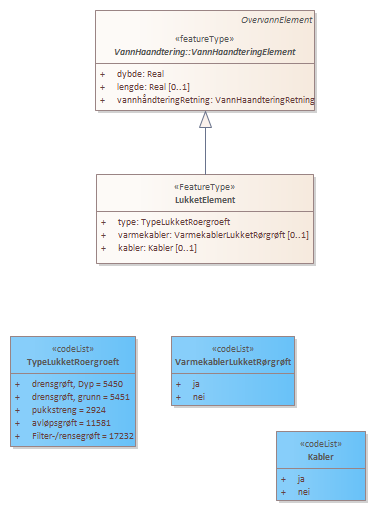 OvervannElement
«featureType»
VannHaandtering::VannHaandteringElement
+ dybde: Real
+ lengde: Real [0..1]
+ vannhåndteringRetning: VannHaandteringRetning
«FeatureType»
LukketElement
+ type: TypeLukketRoergroeft
+ varmekabler: VarmekablerLukketRørgrøft [0..1]
+ kabler: Kabler [0..1]
«codeList»
TypeLukketRoergroeft
+ drensgrøft, Dyp = 5450
+ drensgrøft, grunn = 5451
+ pukkstreng = 2924
+ avløpsgrøft = 11581
+ Filter-/rensegrøft = 17232
«codeList»
VarmekablerLukketRørgrøft
+ ja
+ nei
«codeList»
Kabler
+ ja
+ nei